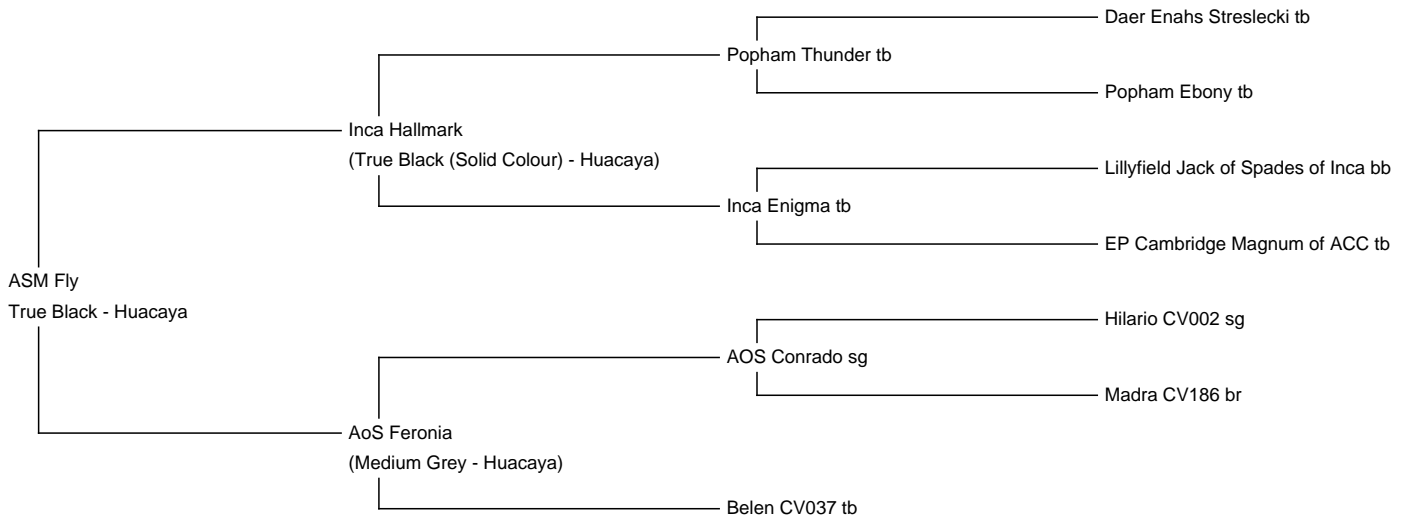 Daer Enahs Streslecki tb
Popham Thunder tb
Popham Ebony tb
Inca Hallmark
(True Black (Solid Colour) - Huacaya)
Lillyfield Jack of Spades of Inca bb
Inca Enigma tb
EP Cambridge Magnum of ACC tb
ASM Fly
True Black - Huacaya
Hilario CV002 sg
AOS Conrado sg
Madra CV186 br
AoS Feronia
(Medium Grey - Huacaya)
Belen CV037 tb